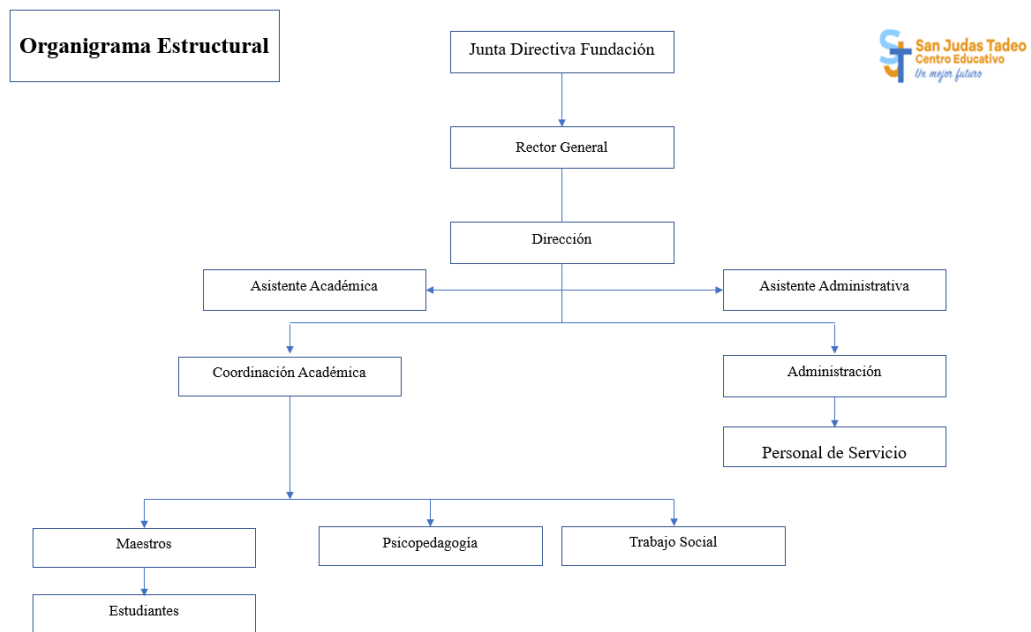 Organigrama Estructural
Junta Directiva Fundación
San Judas Tadeo
Centro Educativo
Un mejor futuro
Rector General
Dirección
Asistente Académica
Asistente Administrativa
Coordinación Académica
Administración
Personal de Servicio
Maestros
Psicopedagogía
Trabajo Social
Estudiantes